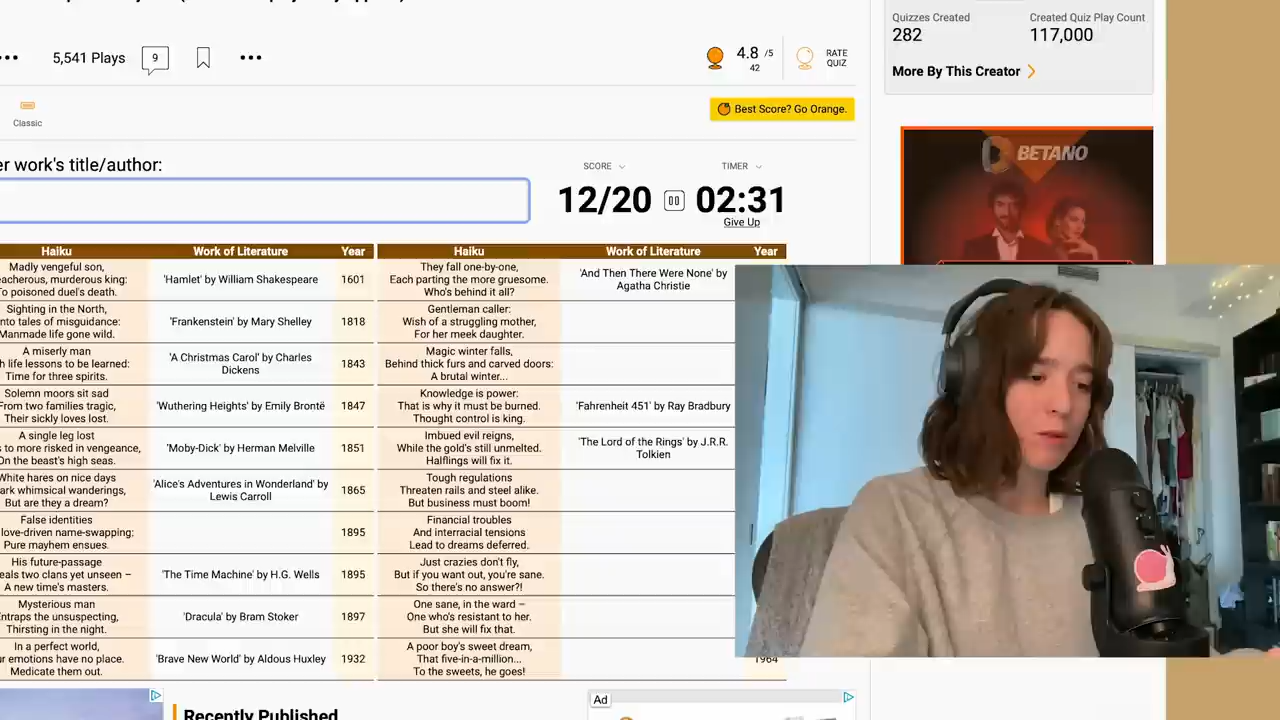 Quizzes Created
Created Quiz Play Count
282
117,000
More By This Creator
5,541 Plays
9
4.8 /5
42
RATE
QUIZ
Classic
Best Score? Go Orange.
BETANO
er work's title/author:
SCORE
TIMER
12/20
02:31
Give Up
Haiku
Work of Literature
Year
Haiku
Work of Literature
Year
Madly vengeful son,
murderous king:
poisoned duel's death.
'Hamlet' by William Shakespeare
1601
They fall one-by-one,
Each parting the more gruesome.
Who's behind it all?
'And Then There Were None' by
Agatha Christie
Sighting in the North,
tales of misguidance:
Manmade life gone wild.
'Frankenstein' by Mary Shelley
1818
Gentleman caller:
Wish of a struggling mother,
For her meek daughter.
A miserly man
life lessons to be learned:
Time for three spirits.
'A Christmas Carol' by Charles
Dickens
1843
Magic winter falls,
Behind thick furs and carved doors:
A brutal winter...
Solemn moors sit sad
From two families tragic,
Their sickly loves lost.
'Wuthering Heights' by Emily Brontë
1847
Knowledge is power:
That is why it must be burned.
Thought control is king.
'Fahrenheit 451' by Ray Bradbury
A single leg lost
to more risked in vengeance,
On the beast's high seas.
'Moby-Dick' by Herman Melville
1851
Imbued evil reigns,
While the gold's still unmelted.
Halflings will fix it.
'The Lord of the Rings' by J.R.R.
Tolkien
White hares on nice days
whimsical wanderings,
But are they a dream?
'Alice's Adventures in Wonderland' by
Lewis Carroll
1865
Tough regulations
Threaten rails and steel alike.
But business must boom!
False identities
love-driven name-swapping:
Pure mayhem ensues.
1895
Financial troubles
And interracial tensions
Lead to dreams deferred.
His future-passage
two clans yet unseen –
A new time's masters.
'The Time Machine' by H.G. Wells
1895
Just crazies don't fly,
But if you want out, you're sane.
So there's no answer?!
Mysterious man
Entraps the unsuspecting,
Thirsting in the night.
'Dracula' by Bram Stoker
1897
One sane, in the ward –
One who's resistant to her.
But she will fix that.
In a perfect world,
emotions have no place.
Medicate them out.
'Brave New World' by Aldous Huxley
1932
A poor boy's sweet dream,
That five-in-a-million...
To the sweets, he goes!
1964
Recently Published
Ad